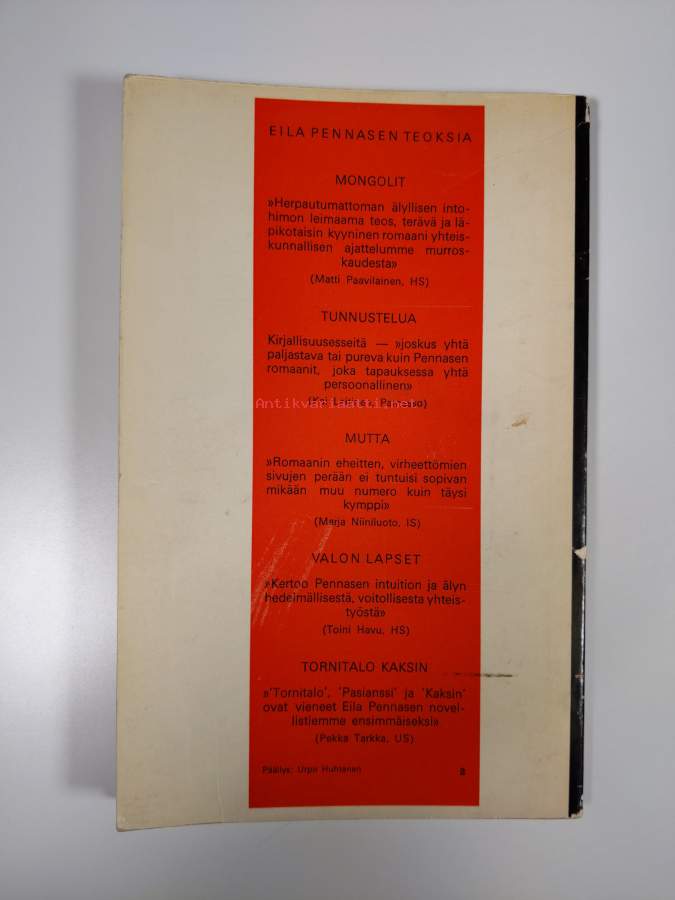 EILA PENNASEN TEOKSIA
MONGOLIT
»Herpautumattoman älyllisen into-
himon leimaama teos, terävä ja lä-
pikotaisin kyyninen romaani yhteis-
kunnallisen ajattelumme murros-
kaudesta»
(Matti Paavilainen, HS)
TUNNUSTELUA
Kirjallisuusesseitä — »joskus yhtä
paljastava tai pureva kuin Pennasen
romaanit, joka tapauksessa yhtä
persoonallinen»
(Kai Laitinen, Parnasso)
Antikvariaatti.net
MUTTA
»Romaanin eheitten, virheettömien
sivujen perään ei tuntuisi sopivan
mikään muu numero kuin täysi
kymppi»
(Marja Niiniluoto, IS)
VALON LAPSET
»Kertoo Pennasen intuition ja älyn
hedelmällisestä, voitollisesta yhteis-
työstä»
(Toini Havu, HS)
TORNITALO KAKSIN
»'Tornitalo', 'Pasianssi' ja 'Kaksin'
ovat vieneet Eila Pennasen novel-
listiemme ensimmäiseksi»
(Pekka Tarkka, US)
Päällys: Urpo Huhtanen 8